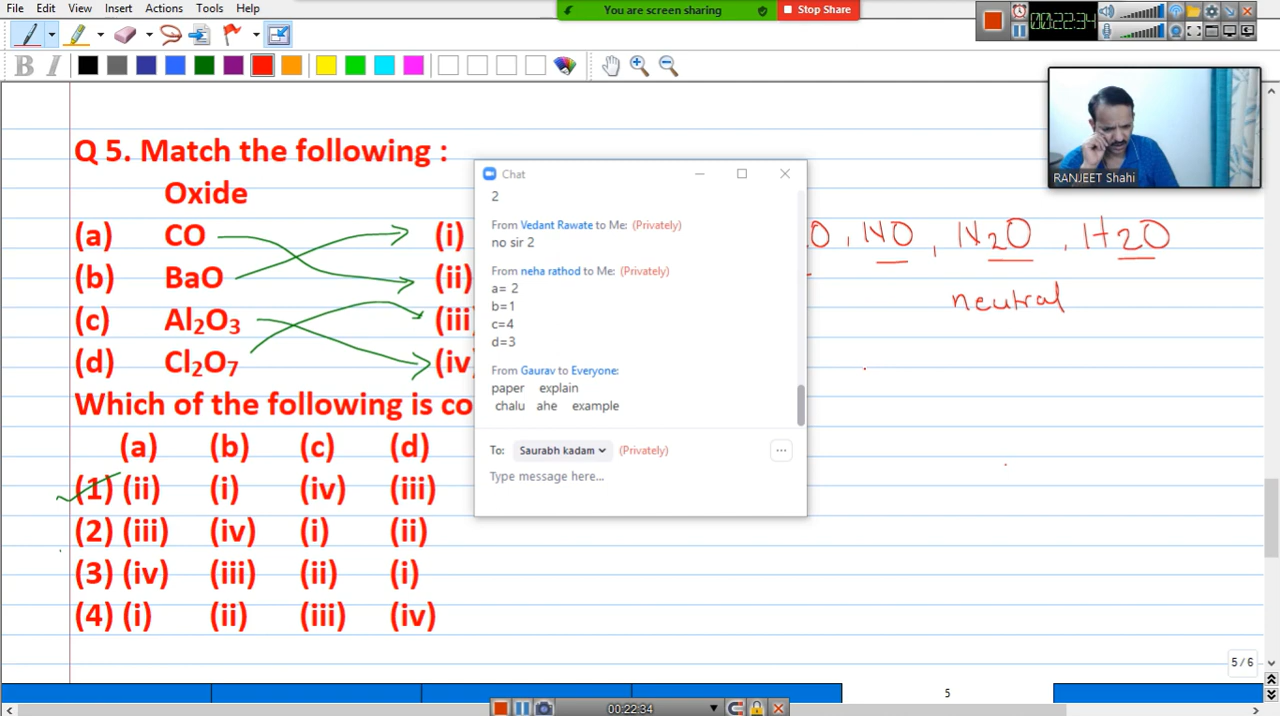 File Edit View Insert Actions Tools Help
You are screen sharing
Stop Share
00:22:34
B I
RANJEET Shahi
Q 5. Match the following :
Oxide
(a) CO (i)
(b) BaO (ii)
(c) Al₂O₃ (iii
(d) Cl₂O₇ (iv
O , NO , N₂O , H₂O
neutral
Which of the following is co
(a) (b) (c) (d)
(1) (ii) (i) (iv) (iii)
(2) (iii) (iv) (i) (ii)
(3) (iv) (iii) (ii) (i)
(4) (i) (ii) (iii) (iv)
Chat
2
From Vedant Rawate to Me: (Privately)
no sir 2
From neha rathod to Me: (Privately)
a= 2
b=1
c=4
d=3
From Gaurav to Everyone:
paper explain
chalu ahe example
To: Saurabh kadam (Privately)
Type message here...
5 / 6
5
00:22:34